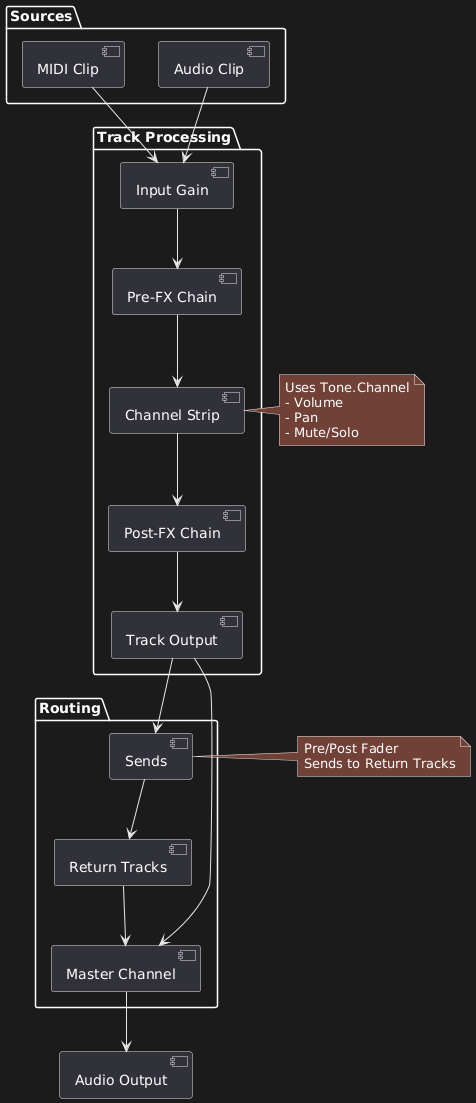 Sources
MIDI Clip
Audio Clip
Track Processing
Input Gain
Pre-FX Chain
Channel Strip
Uses Tone.Channel
- Volume
- Pan
- Mute/Solo
Post-FX Chain
Track Output
Routing
Sends
Pre/Post Fader
Sends to Return Tracks
Return Tracks
Master Channel
Audio Output